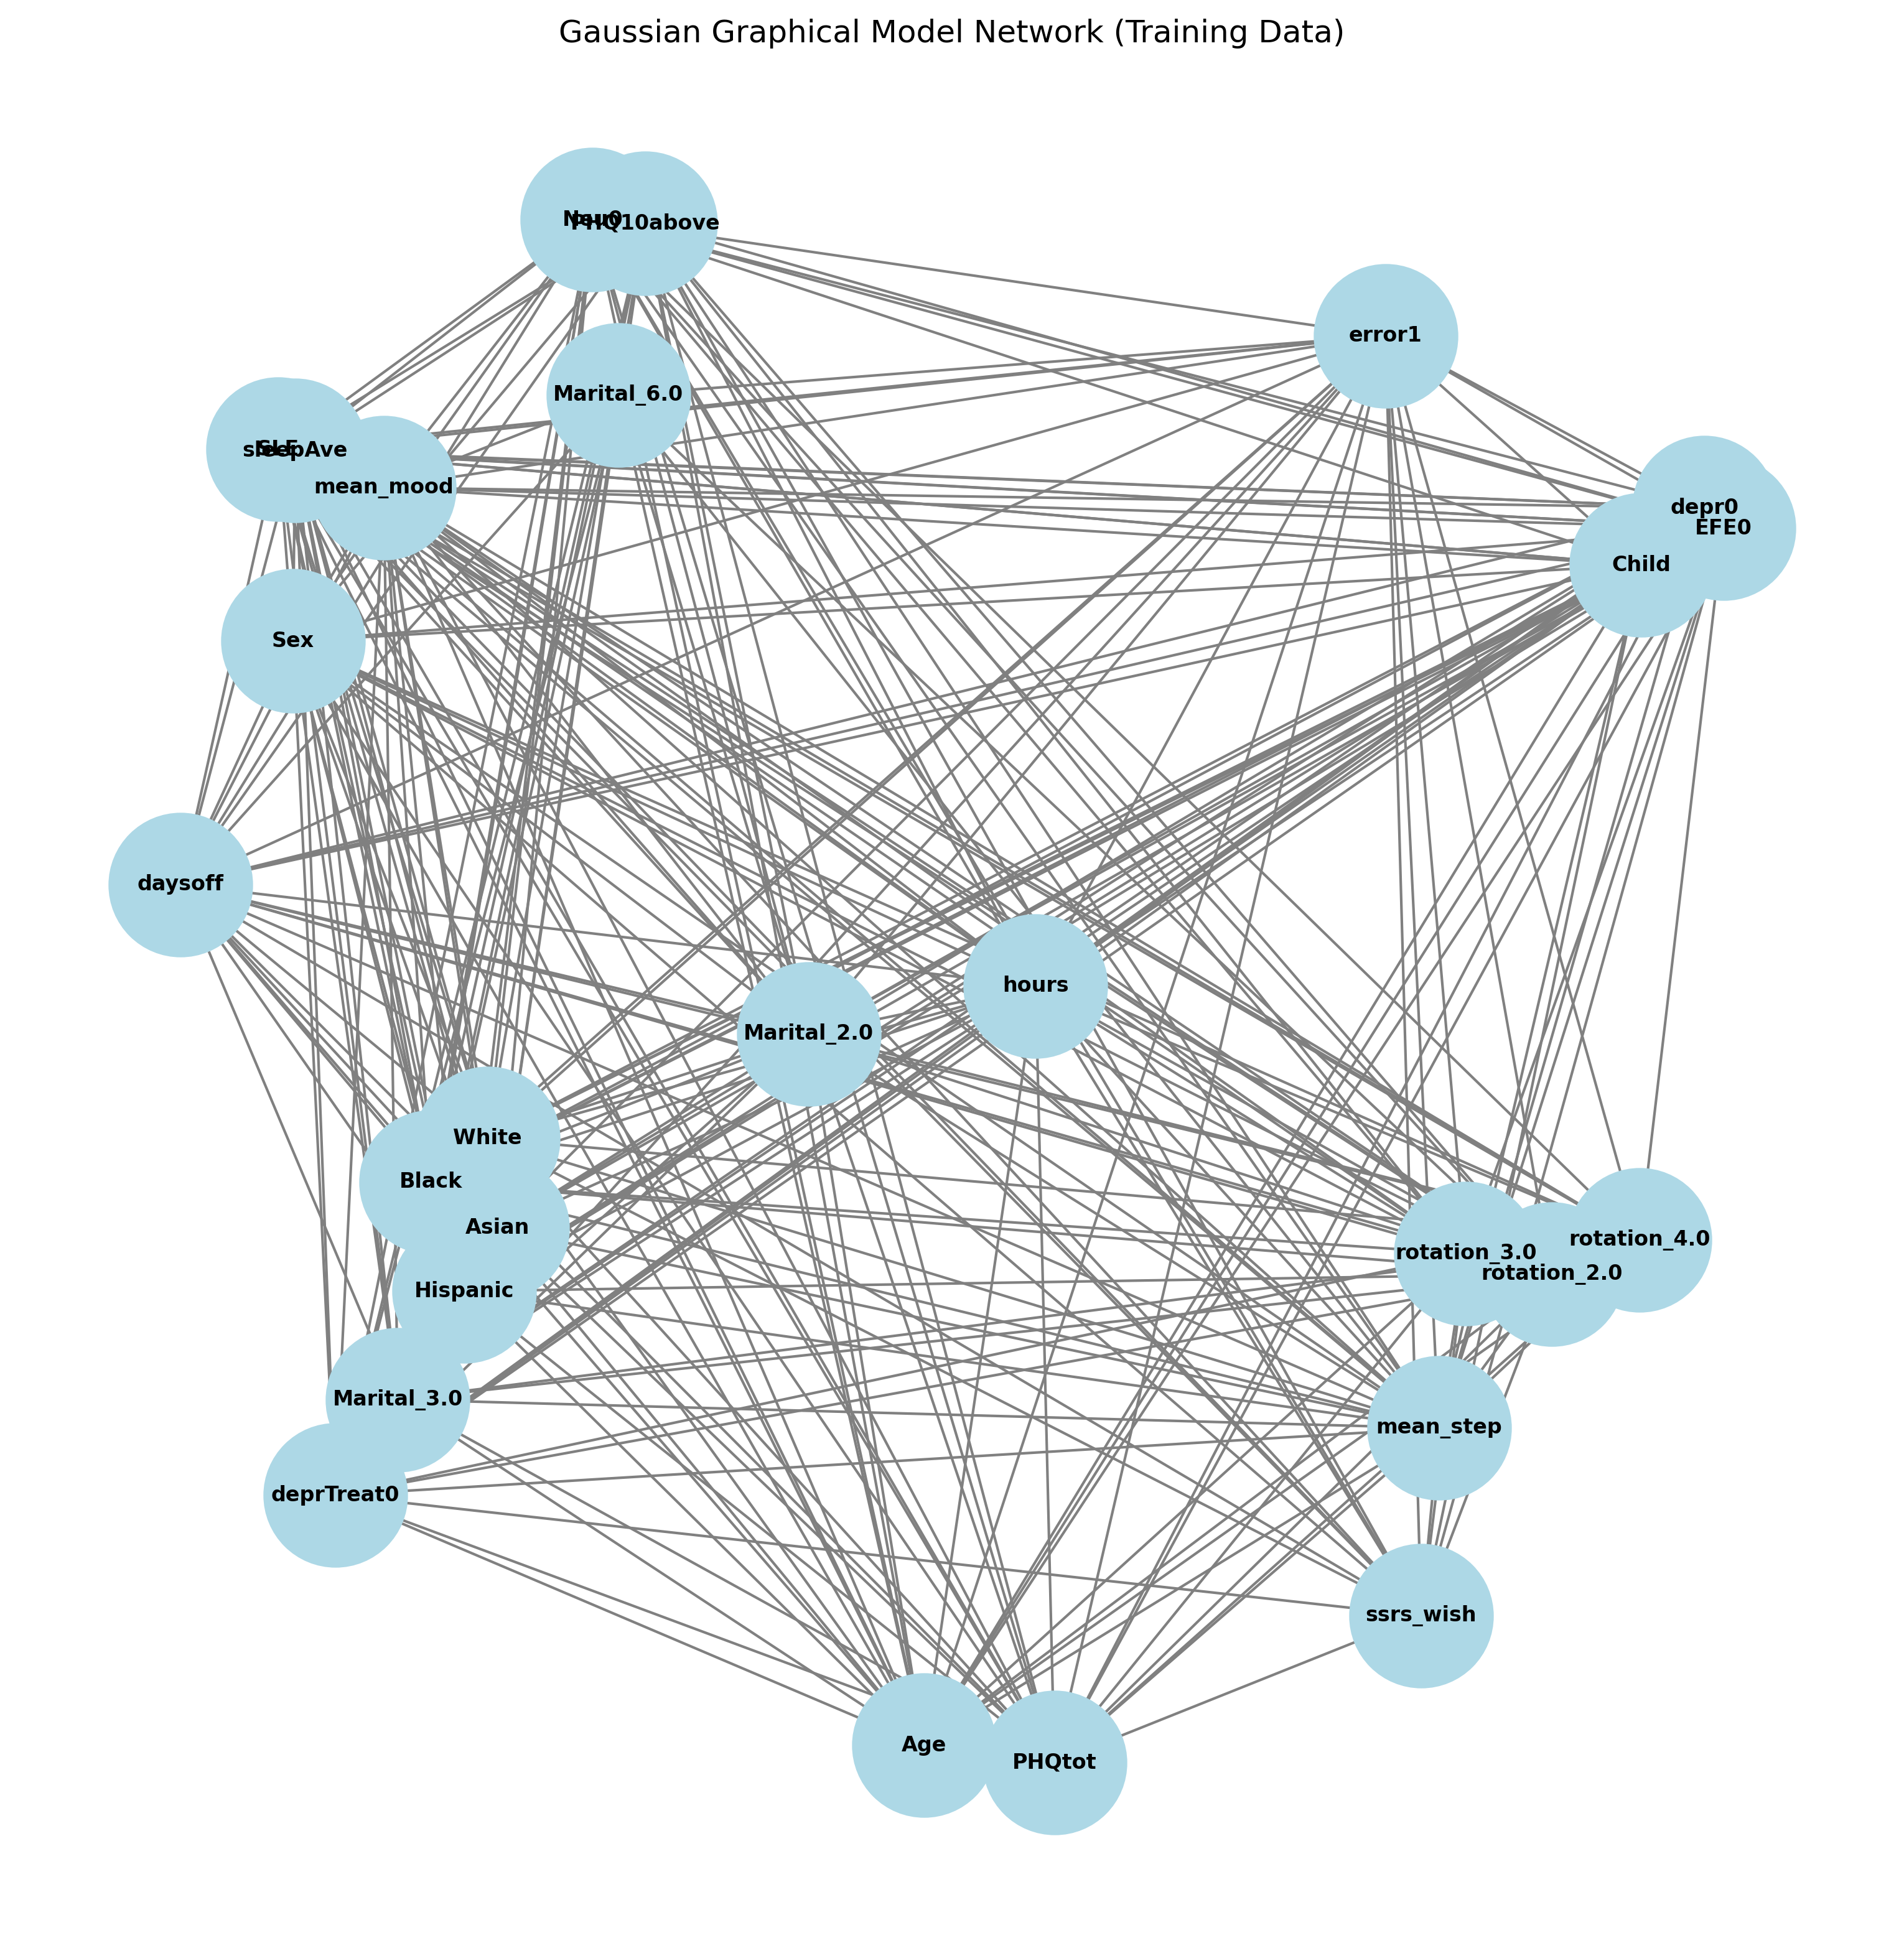 Gaussian Graphical Model Network (Training Data)
Neu0
PHQ10above
error1
Marital_6.0
SLE
sleepAve
mean_mood
depr0
EFE0
Child
Sex
daysoff
hours
Marital_2.0
White
Black
Asian
Hispanic
rotation_4.0
rotation_3.0
rotation_2.0
Marital_3.0
mean_step
deprTreat0
ssrs_wish
Age
PHQtot